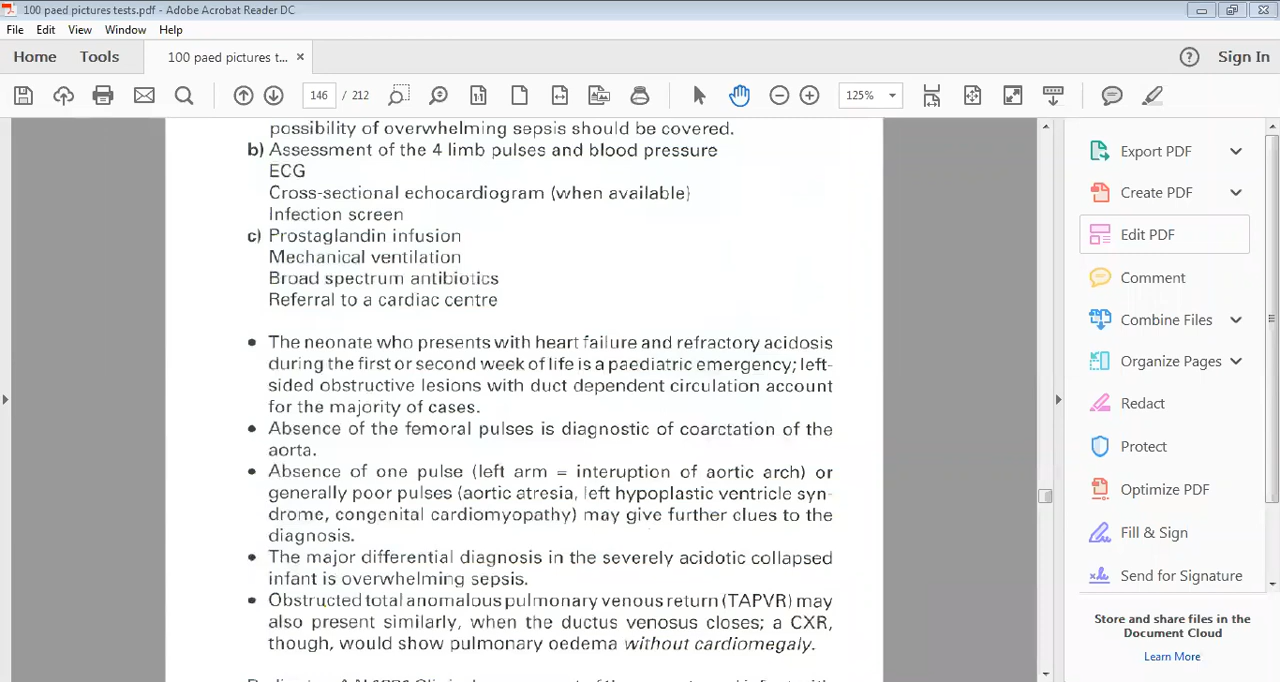 100 paed pictures tests.pdf - Adobe Acrobat Reader DC
File Edit View Window Help
Home Tools 100 paed pictures t... × ? Sign In
146 / 212 125%
possibility of overwhelming sepsis should be covered.
b) Assessment of the 4 limb pulses and blood pressure
ECG
Cross-sectional echocardiogram (when available)
Infection screen
c) Prostaglandin infusion
Mechanical ventilation
Broad spectrum antibiotics
Referral to a cardiac centre
• The neonate who presents with heart failure and refractory acidosis
during the first or second week of life is a paediatric emergency; left-
sided obstructive lesions with duct dependent circulation account
for the majority of cases.
• Absence of the femoral pulses is diagnostic of coarctation of the
aorta.
• Absence of one pulse (left arm = interuption of aortic arch) or
generally poor pulses (aortic atresia, left hypoplastic ventricle syn-
drome, congenital cardiomyopathy) may give further clues to the
diagnosis.
• The major differential diagnosis in the severely acidotic collapsed
infant is overwhelming sepsis.
• Obstructed total anomalous pulmonary venous return (TAPVR) may
also present similarly, when the ductus venosus closes; a CXR,
though, would show pulmonary oedema without cardiomegaly.
Export PDF
Create PDF
Edit PDF
Comment
Combine Files
Organize Pages
Redact
Protect
Optimize PDF
Fill & Sign
Send for Signature
Store and share files in the
Document Cloud
Learn More